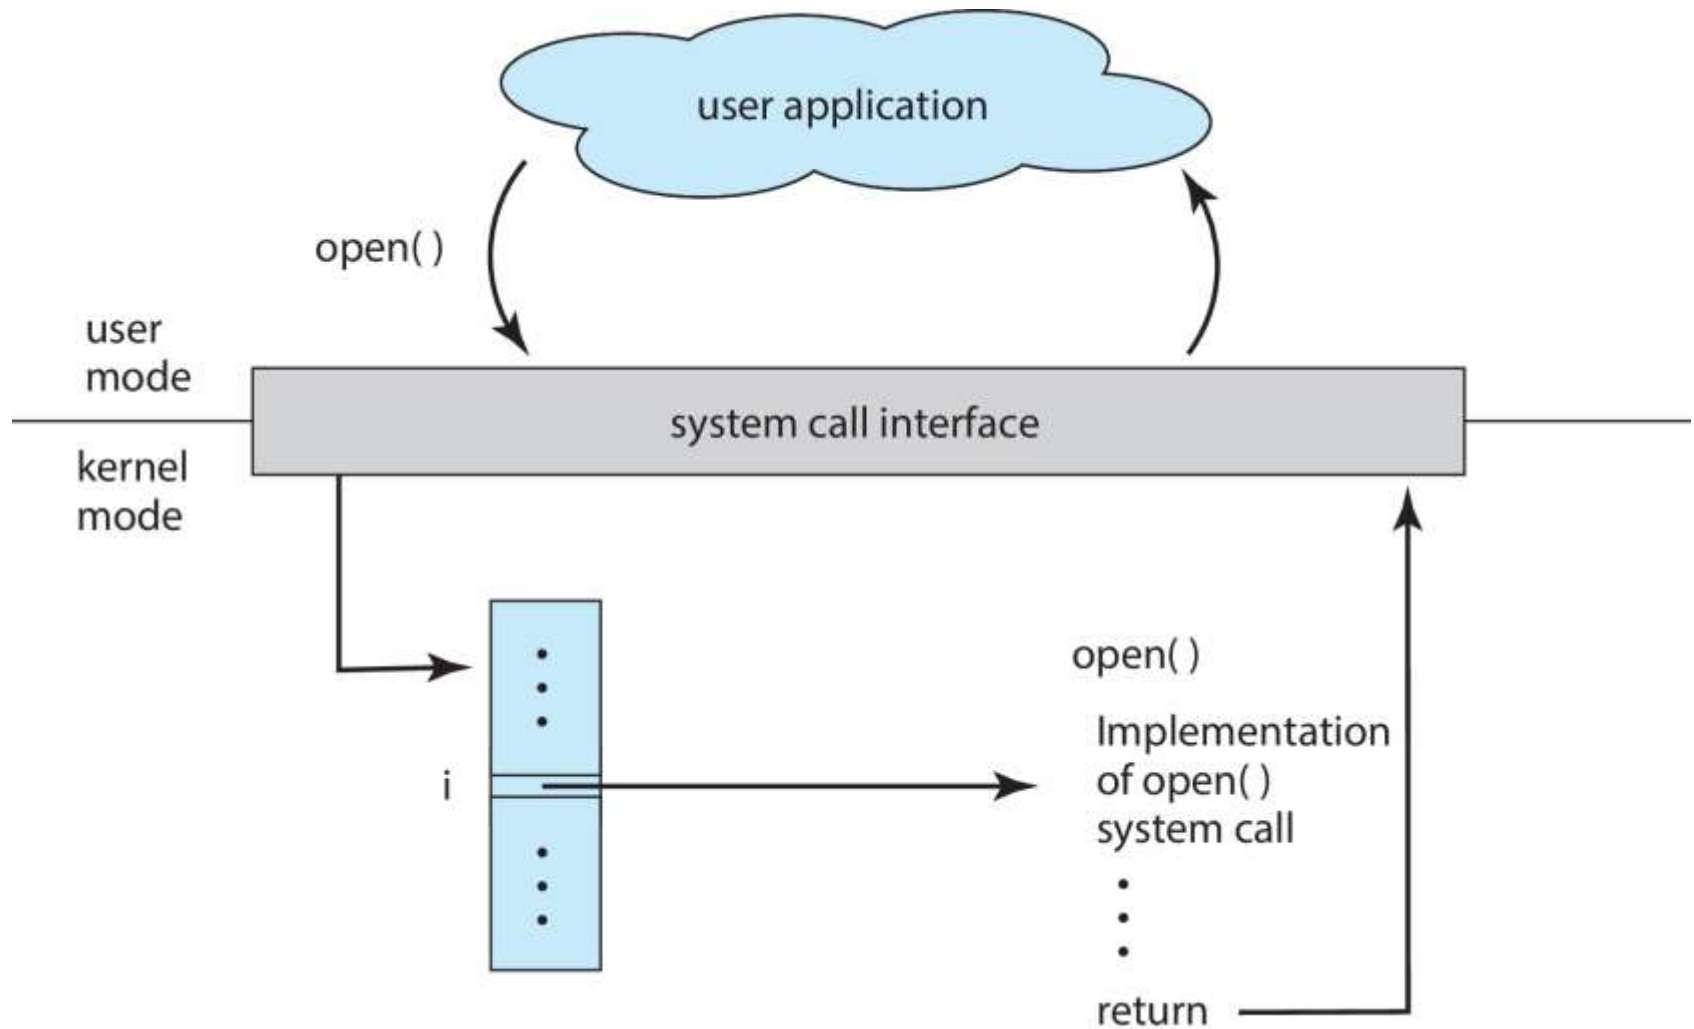 user application
open( )
user
mode
system call interface
kernel
mode
open( )
Implementation
of open( )
system call
i
return